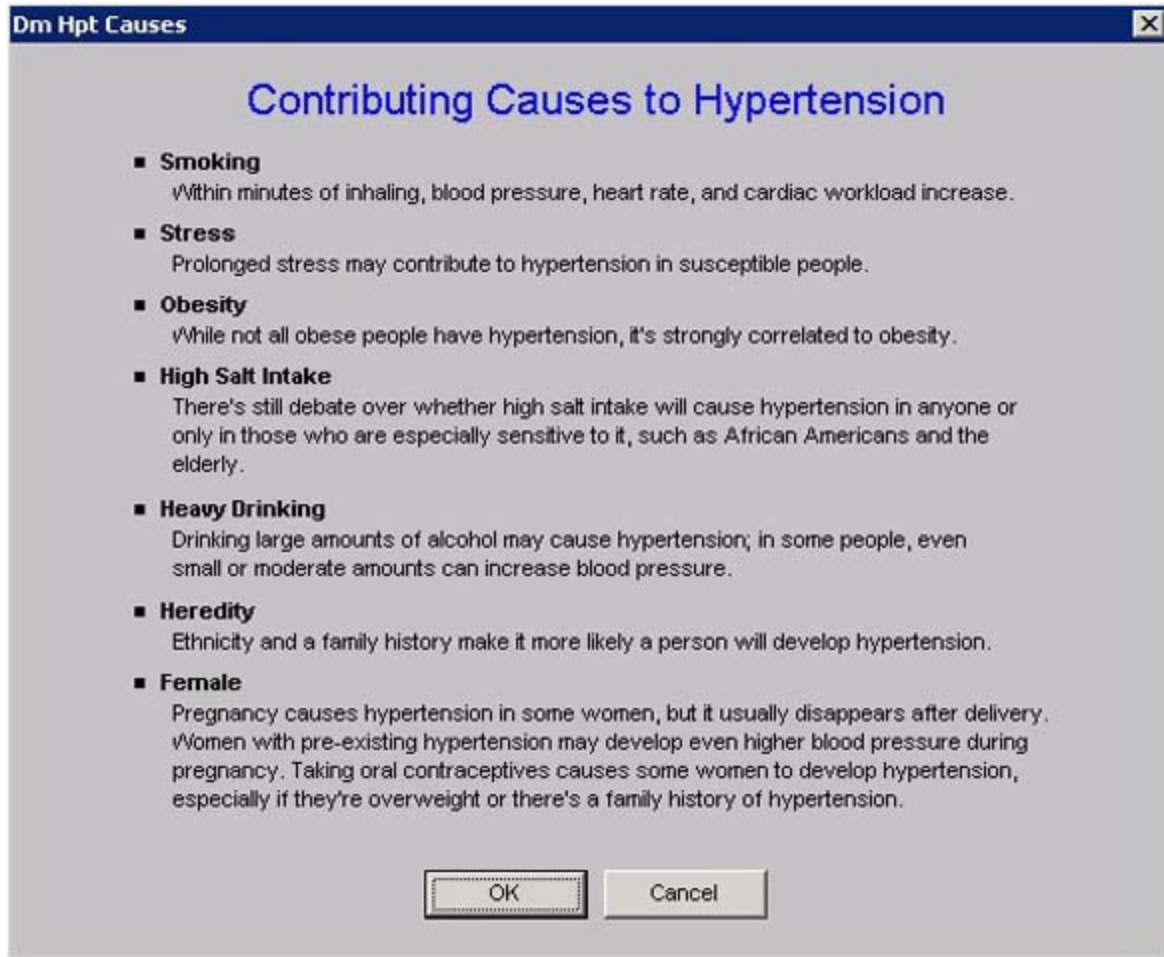 Dm Hpt Causes
Contributing Causes to Hypertension
▪ Smoking
Within minutes of inhaling, blood pressure, heart rate, and cardiac workload increase.
▪ Stress
Prolonged stress may contribute to hypertension in susceptible people.
▪ Obesity
While not all obese people have hypertension, it's strongly correlated to obesity.
▪ High Salt Intake
There's still debate over whether high salt intake will cause hypertension in anyone or
only in those who are especially sensitive to it, such as African Americans and the
elderly.
▪ Heavy Drinking
Drinking large amounts of alcohol may cause hypertension; in some people, even
small or moderate amounts can increase blood pressure.
▪ Heredity
Ethnicity and a family history make it more likely a person will develop hypertension.
▪ Female
Pregnancy causes hypertension in some women, but it usually disappears after delivery.
Women with pre-existing hypertension may develop even higher blood pressure during
pregnancy. Taking oral contraceptives causes some women to develop hypertension,
especially if they're overweight or there's a family history of hypertension.
OK Cancel